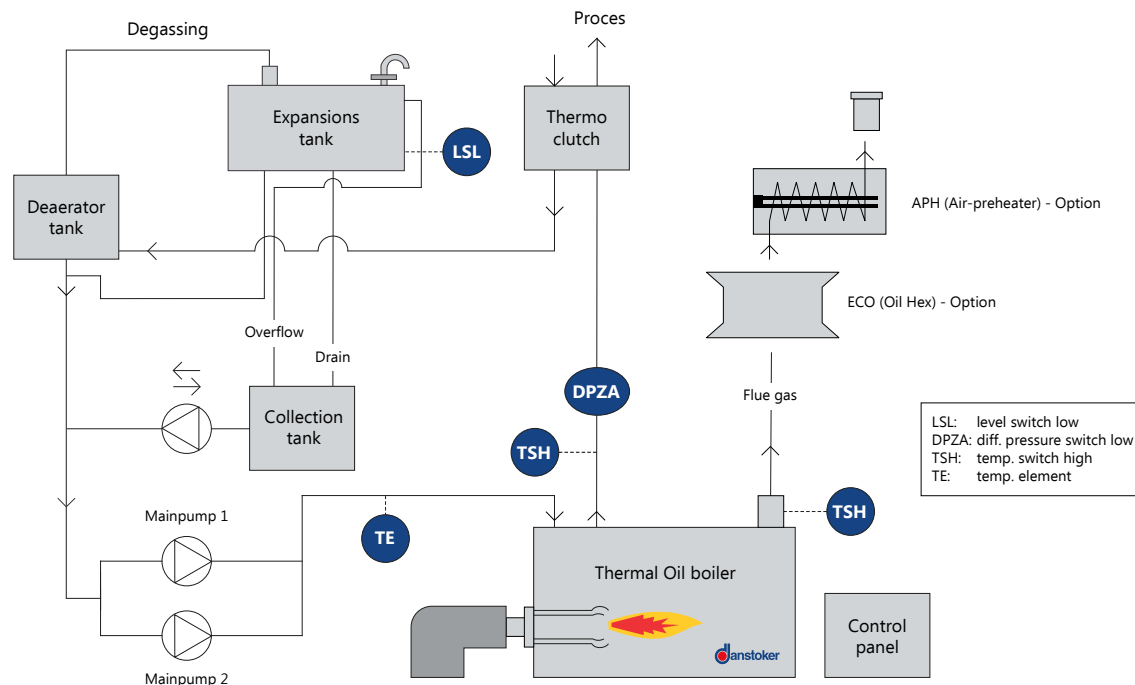 Degassing
Proces
Expansions
tank
LSL
Thermo
clutch
Deaerator
tank
APH (Air-preheater) - Option
ECO (Oil Hex) - Option
Overflow
Drain
DPZA
Flue gas
Collection
tank
TSH
LSL: level switch low
DPZA: diff. pressure switch low
TSH: temp. switch high
TE: temp. element
Mainpump 1
TE
TSH
Thermal Oil boiler
Control
panel
danstoker
Mainpump 2